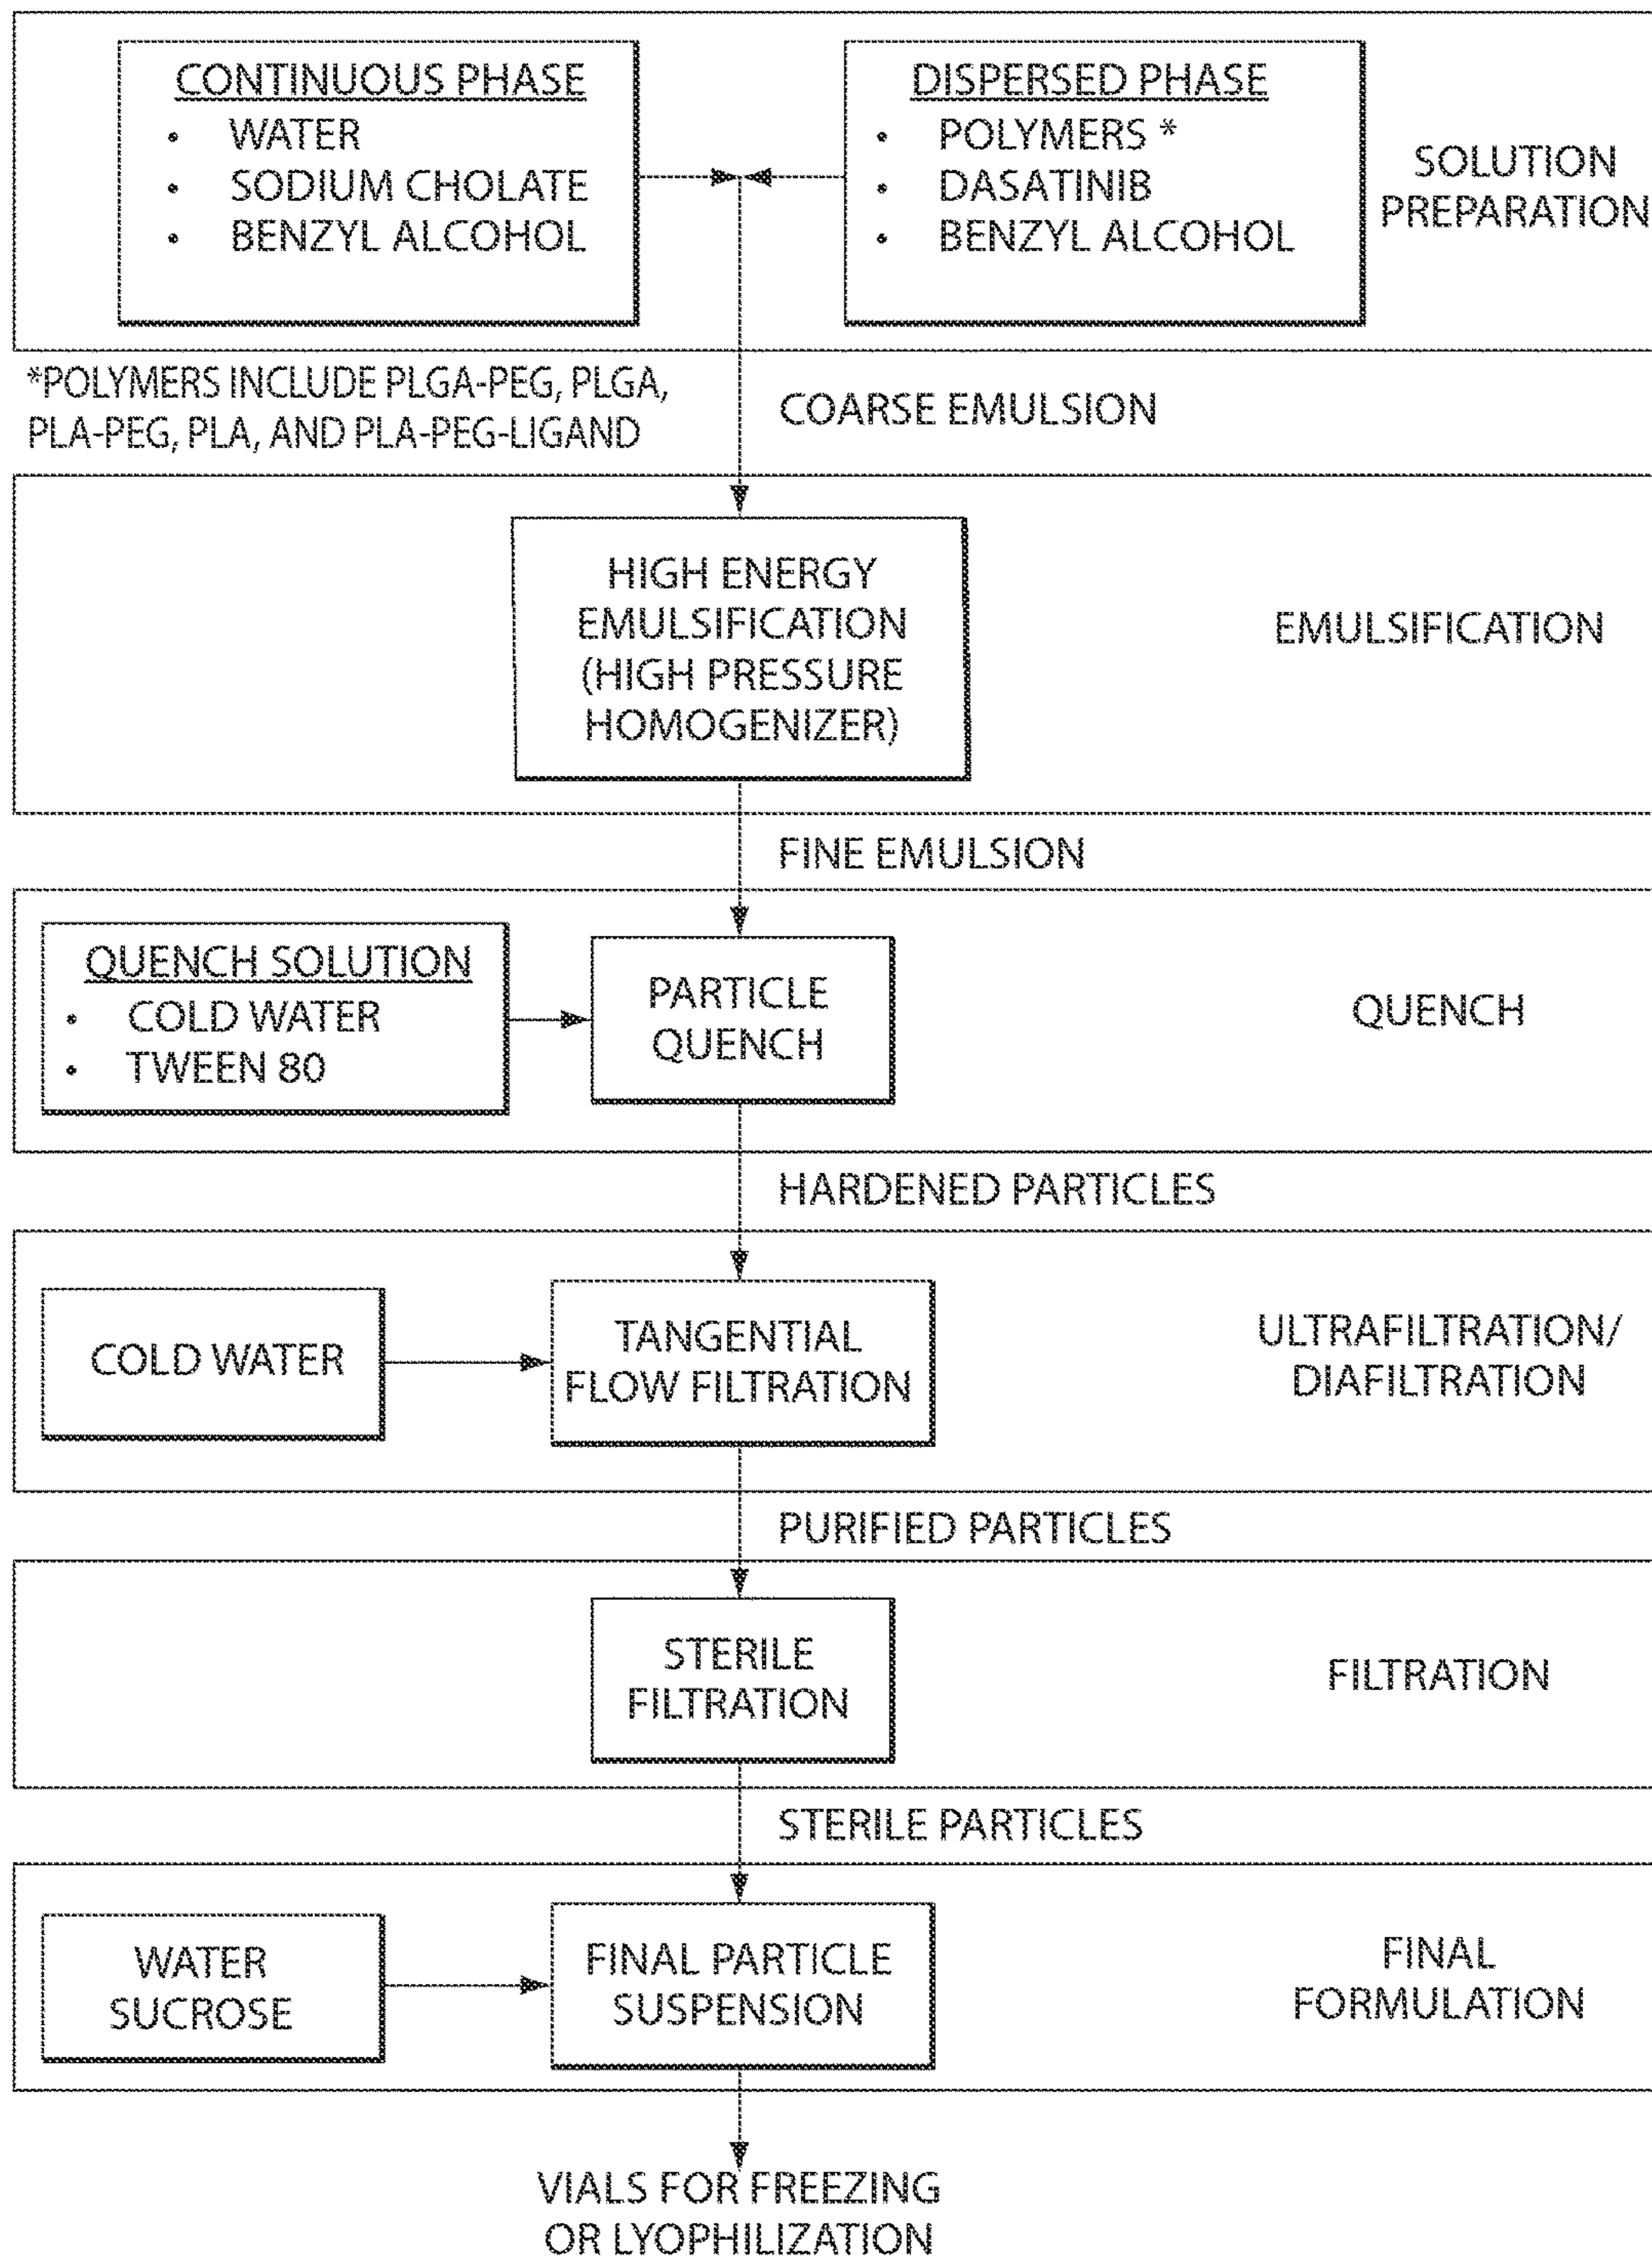 CONTINUOUS PHASE
• WATER
• SODIUM CHOLATE
• BENZYL ALCOHOL
DISPERSED PHASE
• POLYMERS *
• DASATINIB
• BENZYL ALCOHOL
SOLUTION
PREPARATION
*POLYMERS INCLUDE PLGA-PEG, PLGA,
PLA-PEG, PLA, AND PLA-PEG-LIGAND
COARSE EMULSION
HIGH ENERGY
EMULSIFICATION
(HIGH PRESSURE
HOMOGENIZER)
EMULSIFICATION
FINE EMULSION
QUENCH SOLUTION
• COLD WATER
• TWEEN 80
PARTICLE
QUENCH
QUENCH
HARDENED PARTICLES
COLD WATER
TANGENTIAL
FLOW FILTRATION
ULTRAFILTRATION/
DIAFILTRATION
PURIFIED PARTICLES
STERILE
FILTRATION
FILTRATION
STERILE PARTICLES
WATER
SUCROSE
FINAL PARTICLE
SUSPENSION
FINAL
FORMULATION
VIALS FOR FREEZING
OR LYOPHILIZATION